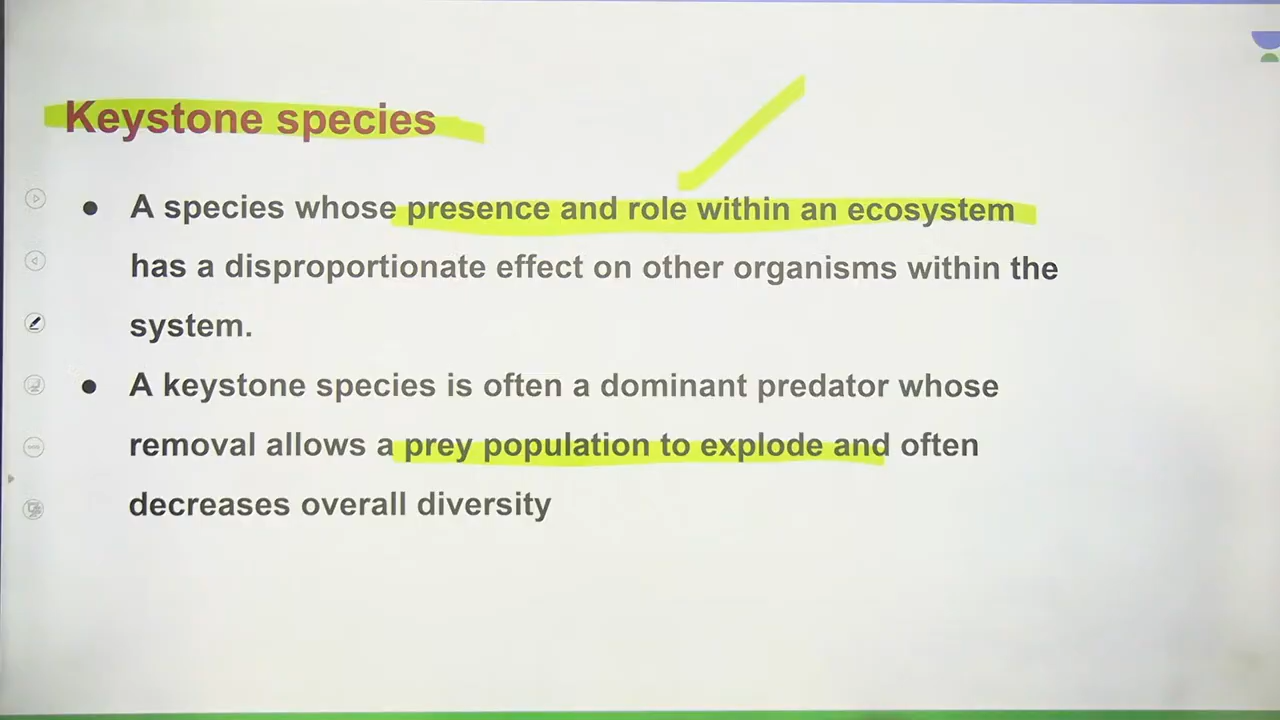 Keystone species
● A species whose presence and role within an ecosystem
has a disproportionate effect on other organisms within the
system.
● A keystone species is often a dominant predator whose
removal allows a prey population to explode and often
decreases overall diversity